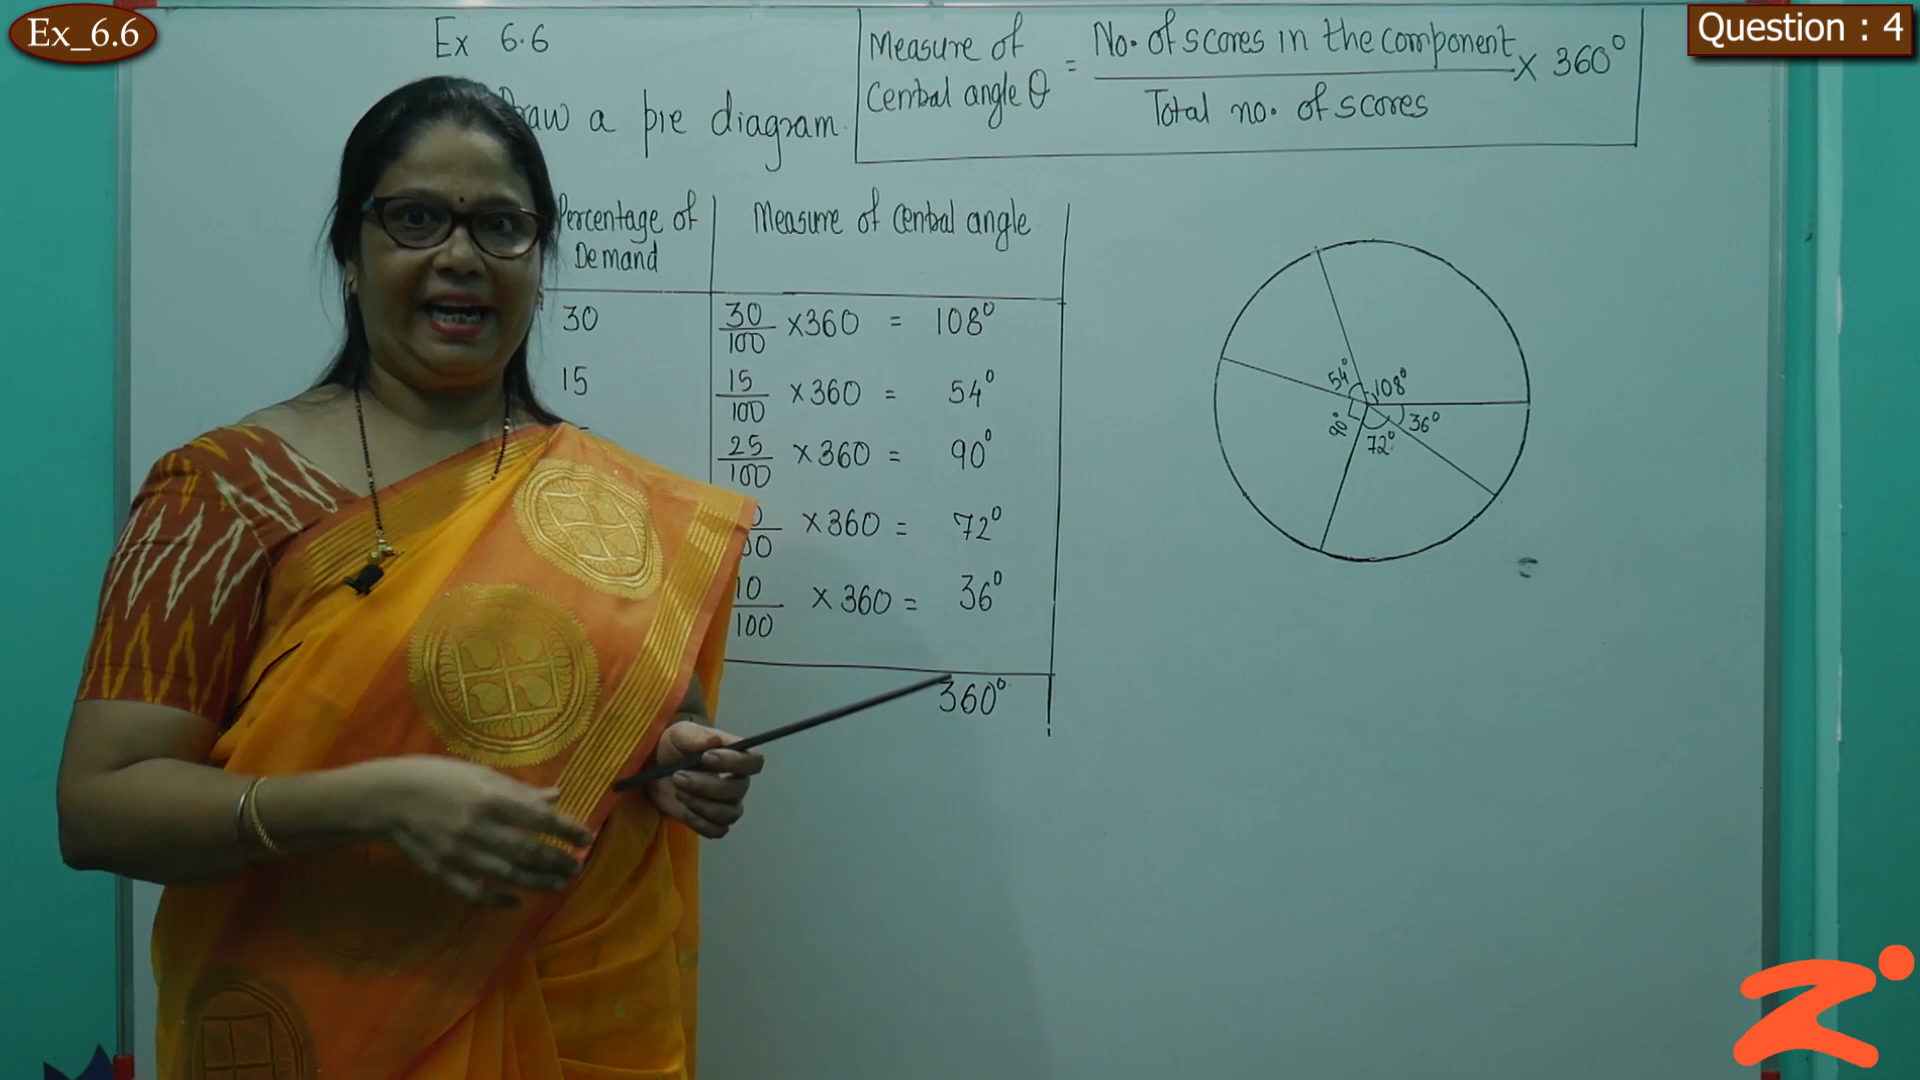 Ex_6.6
Question : 4
Ex 6.6
Draw a pie diagram.
Measure of Central angle θ = No. of scores in the component / Total no. of scores × 360°
Percentage of Demand | Measure of Central angle
30 | 30/100 ×360 = 108°
15 | 15/100 ×360 = 54°
25/100 ×360 = 90°
×360 = 72°
10/100 ×360 = 36°
360°
54°
108°
90°
72°
36°